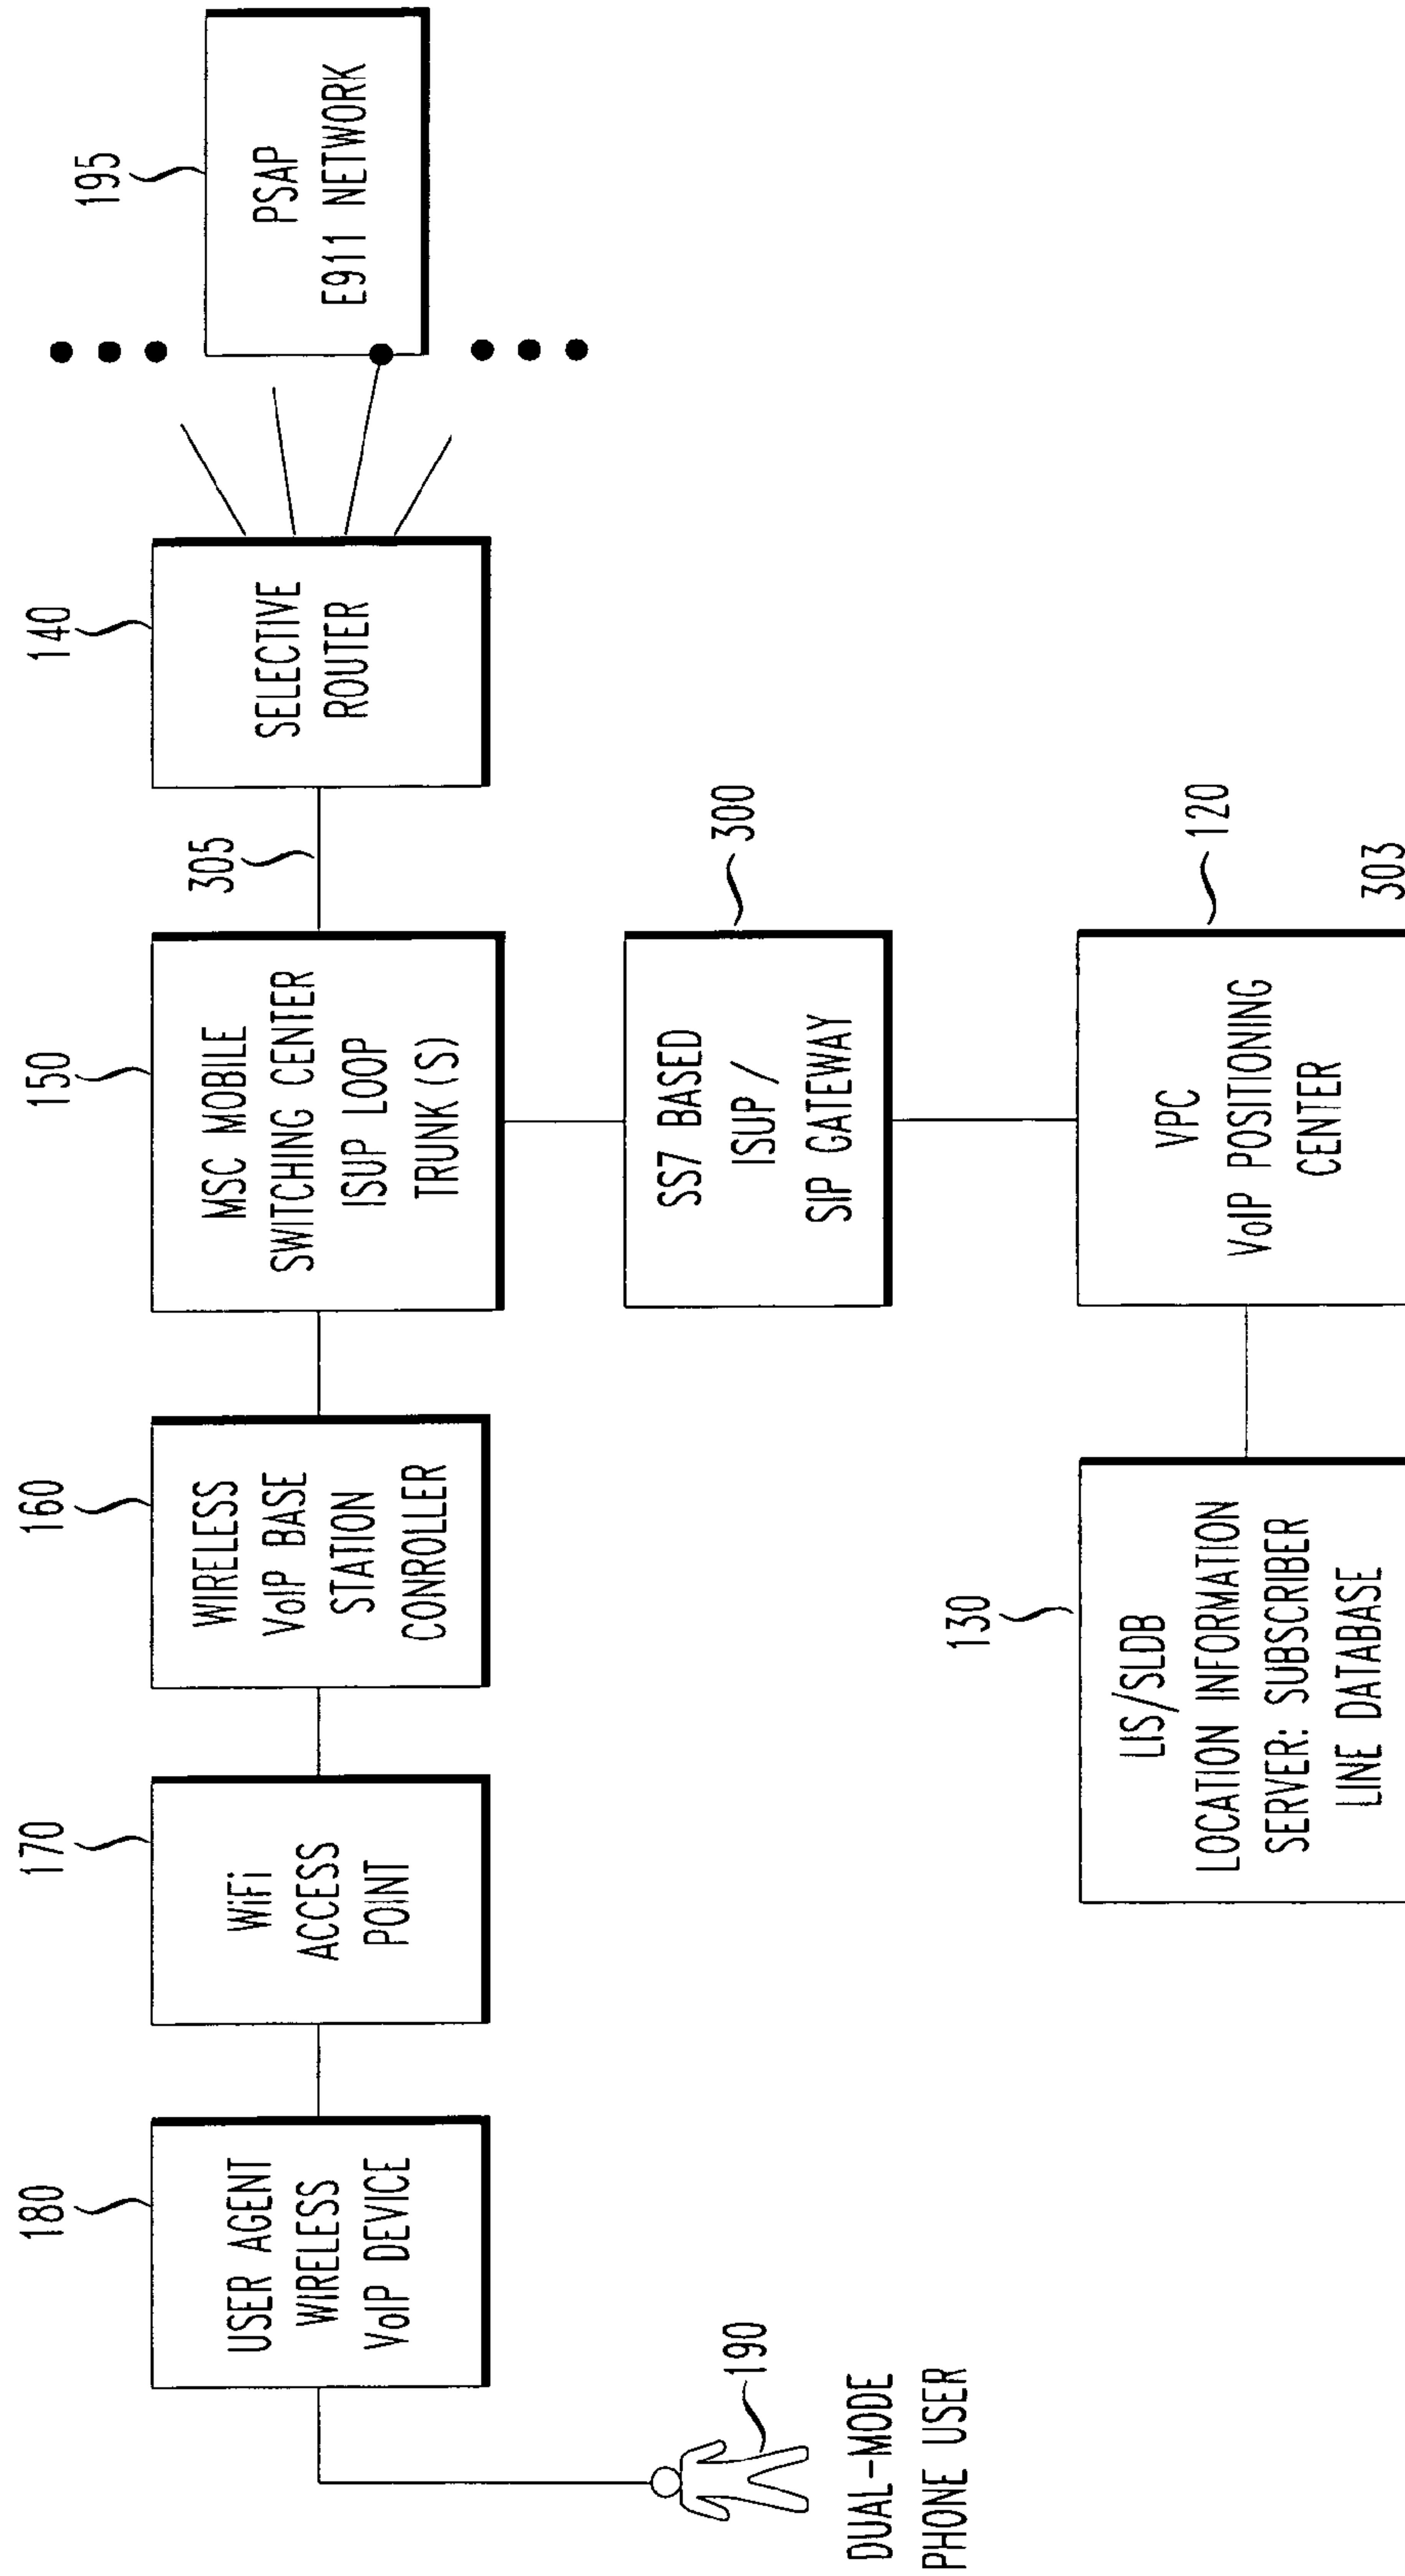 180
USER AGENT
WIRELESS
VoIP DEVICE
170
WiFi
ACCESS
POINT
160
WIRELESS
VoIP BASE
STATION
CONROLLER
150
MSC MOBILE
SWITCHING CENTER
ISUP LOOP
TRUNK(S)
305
140
SELECTIVE
ROUTER
195
PSAP
E911 NETWORK
190
DUAL-MODE
PHONE USER
300
SS7 BASED
ISUP /
SIP GATEWAY
130
LIS/SLDB
LOCATION INFORMATION
SERVER: SUBSCRIBER
LINE DATABASE
120
VPC
VoIP POSITIONING
CENTER
303